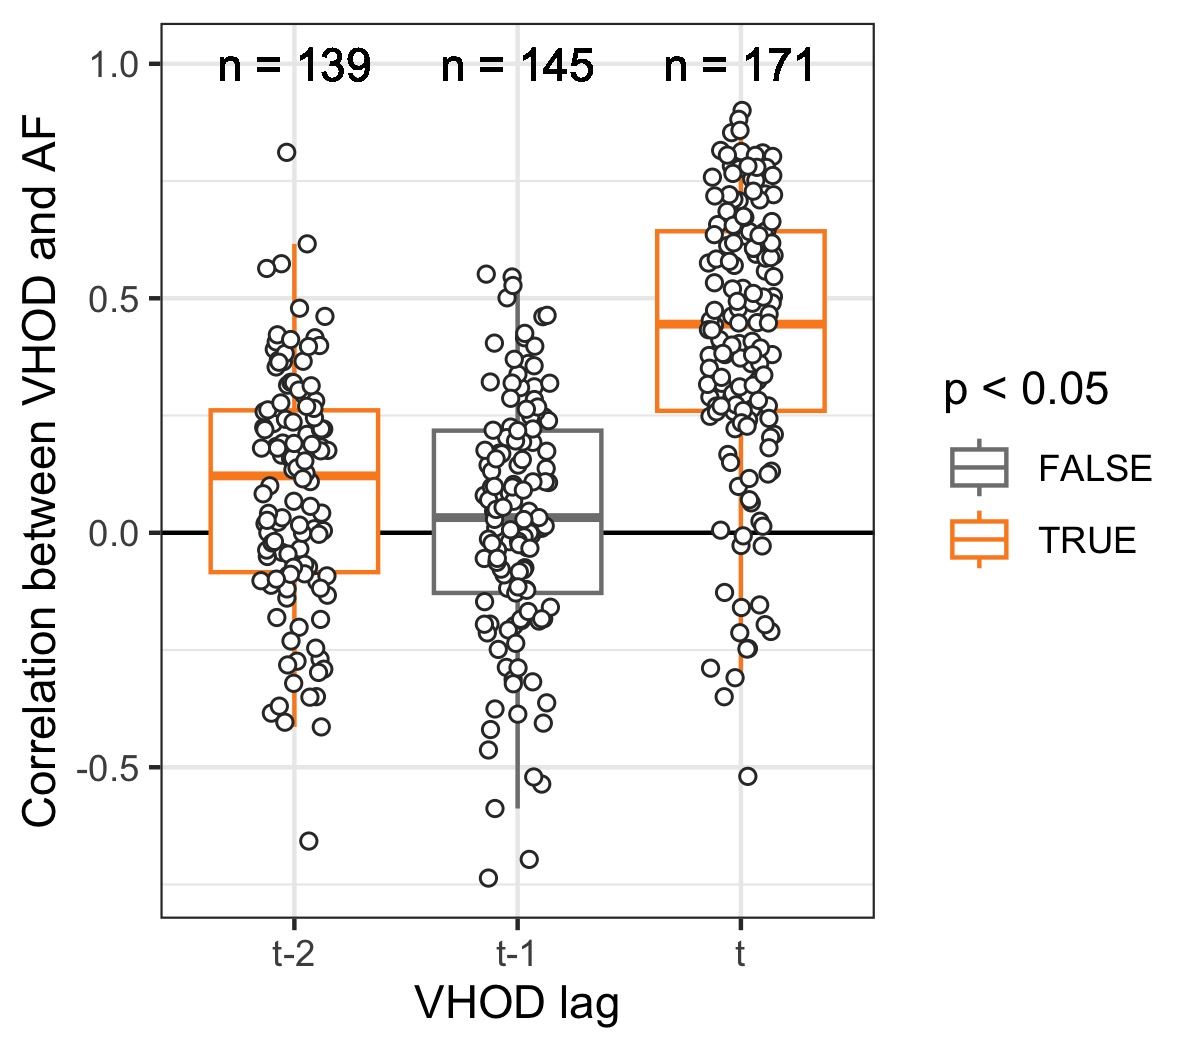 n = 139 n = 145 n = 171
1.0
0.5
0.0
-0.5
Correlation between VHOD and AF
t-2 t-1 t
VHOD lag
p < 0.05
FALSE
TRUE